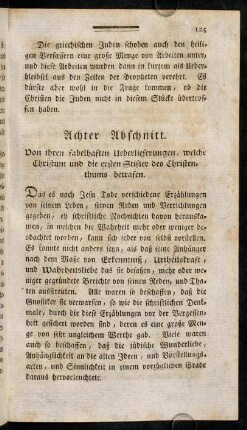 125
Die griechischen Juden schoben auch den heili-
gen Verfassern eine große Menge von Arbeiten unter,
und diese Arbeiten wurden dann in kurzem als Ueber-
bleibsel aus den Zeiten der Propheten verehrt. Es
dürfte aber wohl in die Frage kommen, ob
die Christen die Juden nicht in diesem Stücke übertrof-
fen haben.
Achter Abschnitt.
Von ihren fabelhaften Ueberlieferungen, welche
Christum und die ersten Stifter des Christen-
thums betrafen.
Daß es nach Jesu Tode verschiedene Erzählungen
von seinem Leben, seinen Reden und Verrichtungen
gegeben, ey schriftliche Nachrichten davon herauska-
men, in welchen die Wahrheit mehr oder weniger be-
obachtet worden, läßt sich von selbst vermuthen. Es
konnte nicht anders kommen, als daß jeder Anhänger
nach dem Maße von Erkenntniß, Urtheilskraft,
und Wahrheitsliebe das sie besaßen, mehr oder we-
niger gegründete Berichte von seinen Reden, und Tha-
den ausstreuten. Alle waren so beschaffen, daß die
Gnostiker sie verwarfen, so wie die schriftlichen Denk-
male, durch die diese Erzählungen vor der Vergessen-
heit gesichert worden sind, deren es eine große Men-
ge von sehr ungleichem Werthe gab. Viele waren
auch so beschaffen, daß die jüdische Wunderliebe,
Anhänglichkeit an die alten Ideen, und Vorstellungs-
arten, und Sinnlichkeit in einem vorzüglichen Grade
daraus hervorleuchtete.